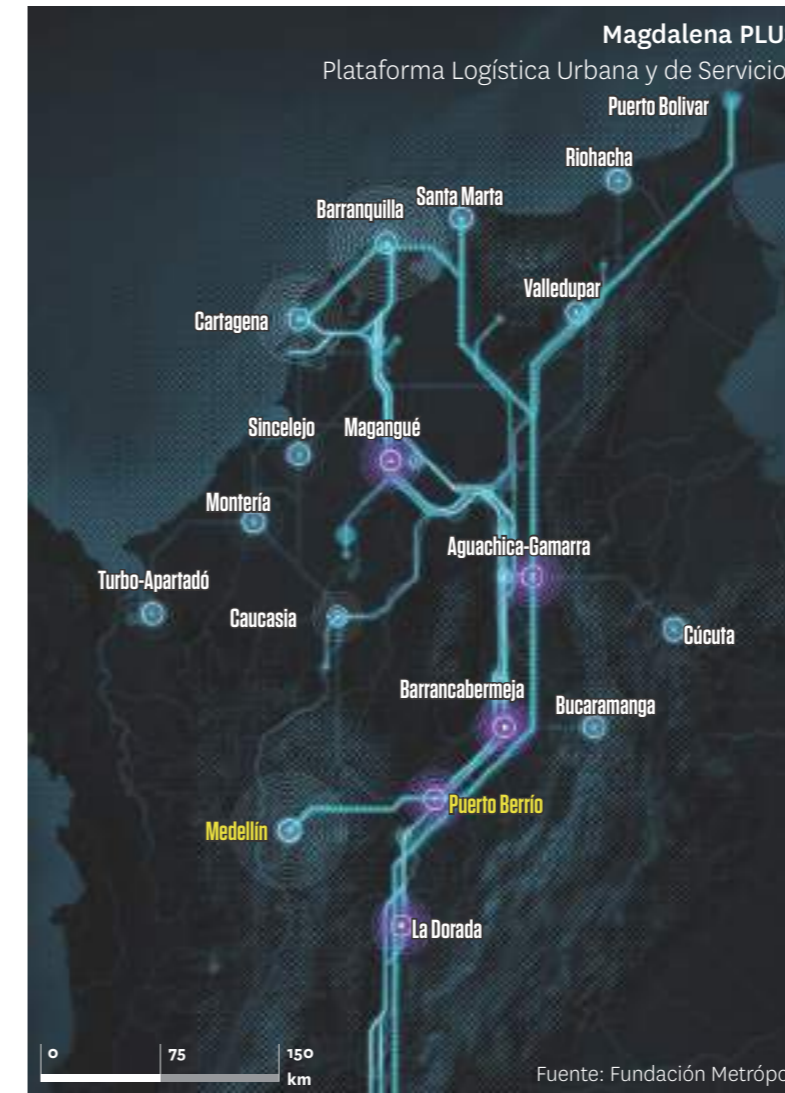 Magdalena PLU
Plataforma Logística Urbana y de Servicio
Puerto Bolivar
Riohacha
Santa Marta
Barranquilla
Valledupar
Cartagena
Sincelejo
Magangué
Montería
Aguachica-Gamarra
Turbo-Apartadó
Caucasia
Cúcuta
Barrancabermeja
Bucaramanga
Puerto Berrío
Medellín
La Dorada
0 75 150
km
Fuente: Fundación Metrópo